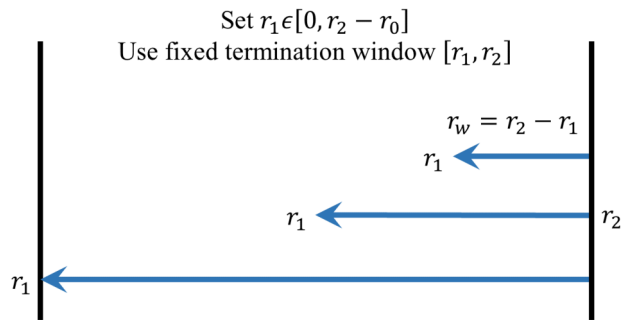 Set r₁ϵ[0, r₂ − r₀]
Use fixed termination window [r₁, r₂]
r_w = r₂ − r₁
r₁
r₁
r₂
r₁